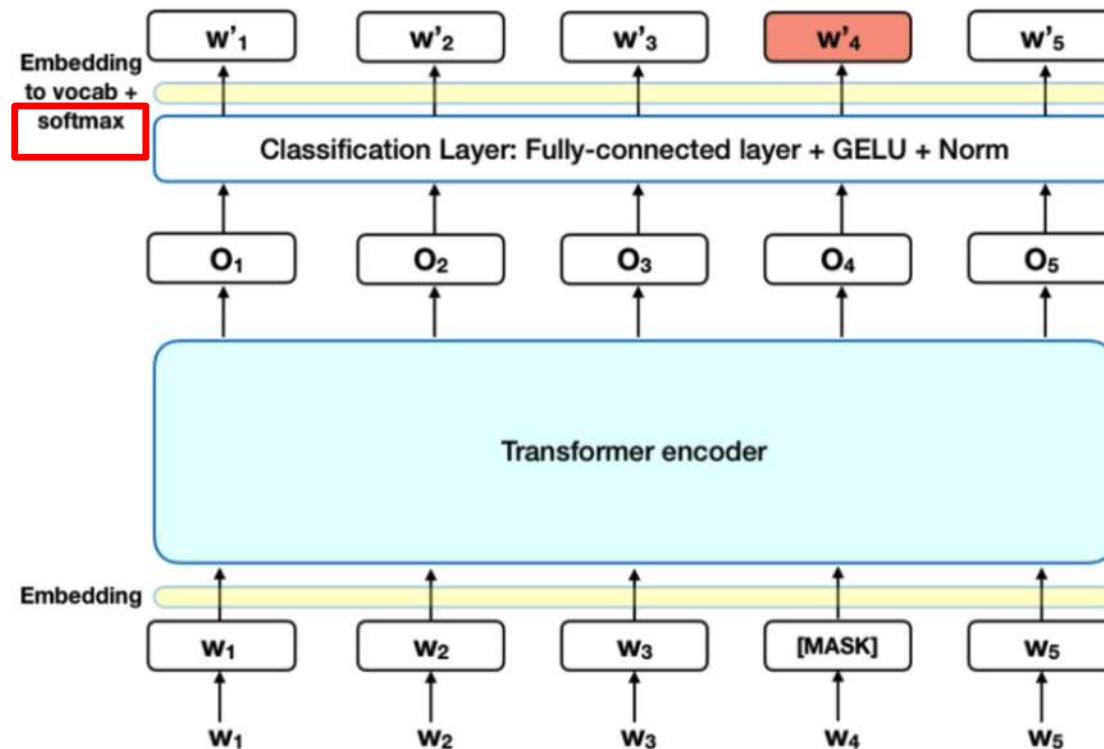 w'₁ w'₂ w'₃ w'₄ w'₅
Embedding
to vocab +
softmax
Classification Layer: Fully-connected layer + GELU + Norm
O₁ O₂ O₃ O₄ O₅
Transformer encoder
Embedding
w₁ w₂ w₃ [MASK] w₅
w₁ w₂ w₃ w₄ w₅